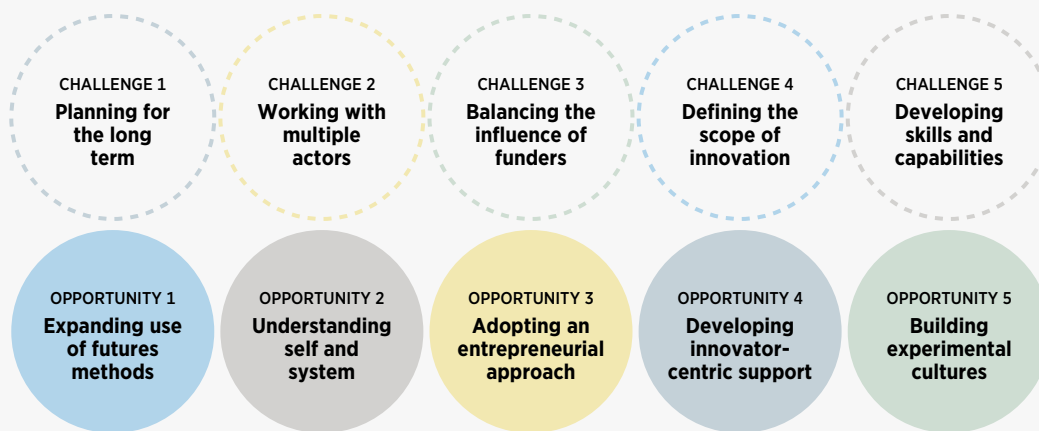 CHALLENGE 1
Planning for
the long
term
CHALLENGE 2
Working with
multiple
actors
CHALLENGE 3
Balancing the
influence of
funders
CHALLENGE 4
Defining the
scope of
innovation
CHALLENGE 5
Developing
skills and
capabilities
OPPORTUNITY 1
Expanding use
of futures
methods
OPPORTUNITY 2
Understanding
self and
system
OPPORTUNITY 3
Adopting an
entrepreneurial
approach
OPPORTUNITY 4
Developing
innovator-
centric support
OPPORTUNITY 5
Building
experimental
cultures